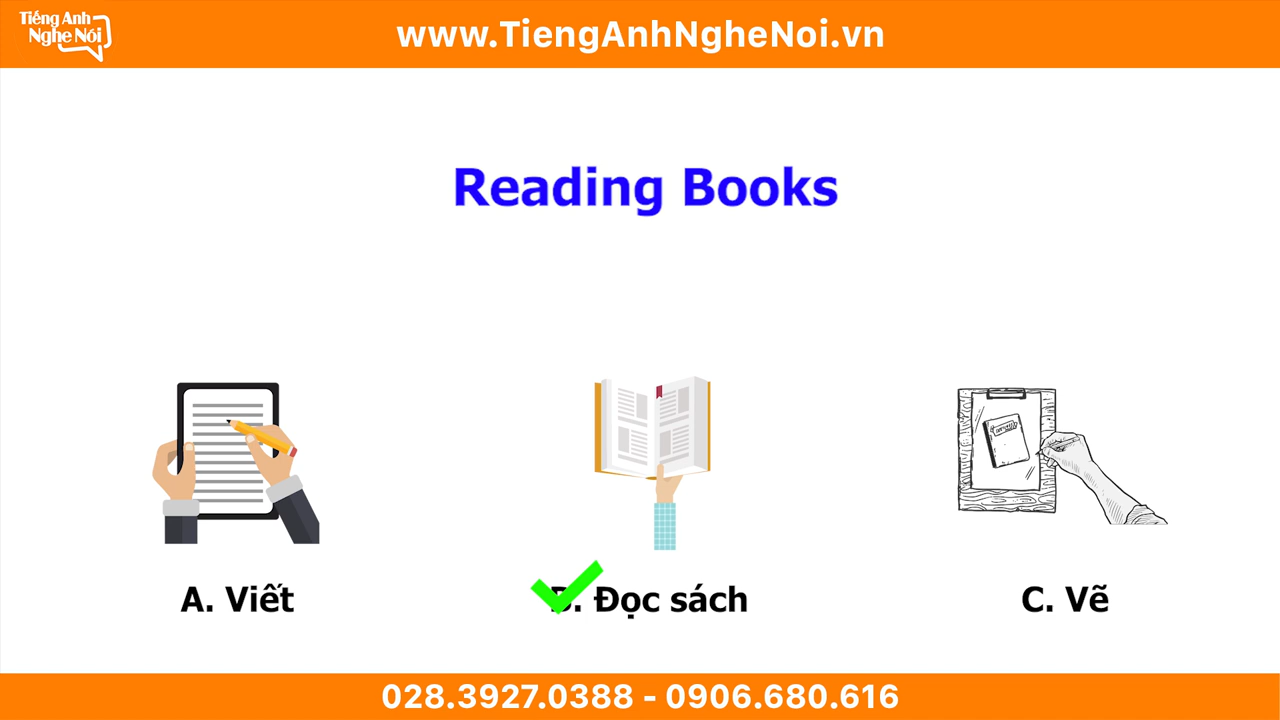 Tiếng Anh
Nghe Nói
www.TiengAnhNgheNoi.vn
Reading Books
A. Viết
B. Đọc sách
C. Vẽ
028.3927.0388 - 0906.680.616